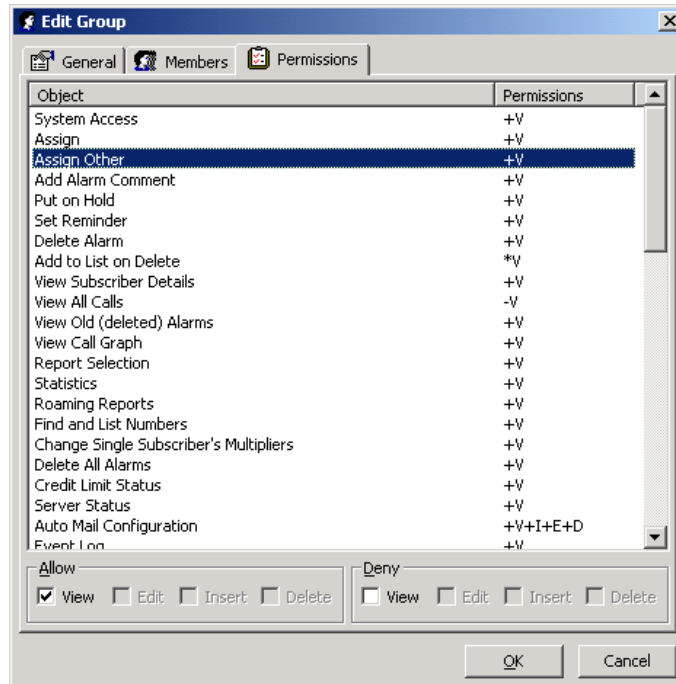 Edit Group
General Members Permissions
Object Permissions
System Access +V
Assign +V
Assign Other +V
Add Alarm Comment +V
Put on Hold +V
Set Reminder +V
Delete Alarm +V
Add to List on Delete *V
View Subscriber Details +V
View All Calls -V
View Old (deleted) Alarms +V
View Call Graph +V
Report Selection +V
Statistics +V
Roaming Reports +V
Find and List Numbers +V
Change Single Subscriber's Multipliers +V
Delete All Alarms +V
Credit Limit Status +V
Server Status +V
Auto Mail Configuration +V+I+E+D
Event Log +V
Allow Deny
View Edit Insert Delete View Edit Insert Delete
OK Cancel